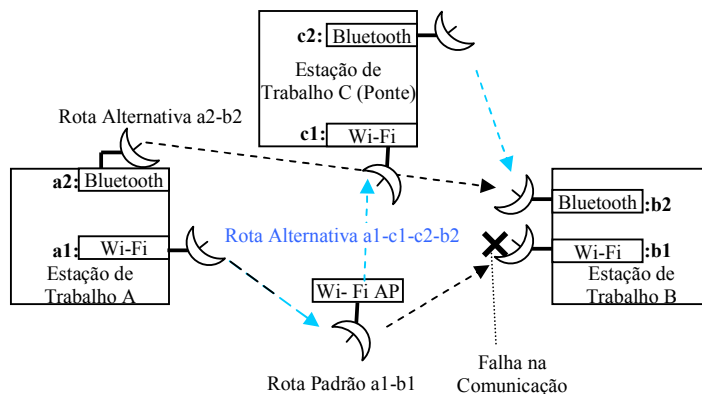 c2: Bluetooth
Estação de
Trabalho C (Ponte)
Rota Alternativa a2-b2
c1: Wi-Fi
a2: Bluetooth
Bluetooth :b2
Rota Alternativa a1-c1-c2-b2
a1: Wi-Fi
Wi-Fi :b1
Estação de
Trabalho A
Estação de
Trabalho B
Wi- Fi AP
Falha na
Comunicação
Rota Padrão a1-b1